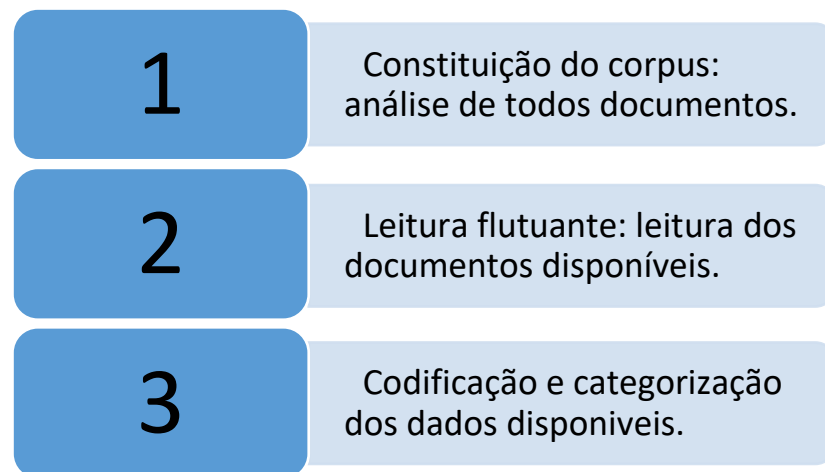 1
Constituição do corpus:
análise de todos documentos.
2
Leitura flutuante: leitura dos
documentos disponíveis.
3
Codificação e categorização
dos dados disponiveis.